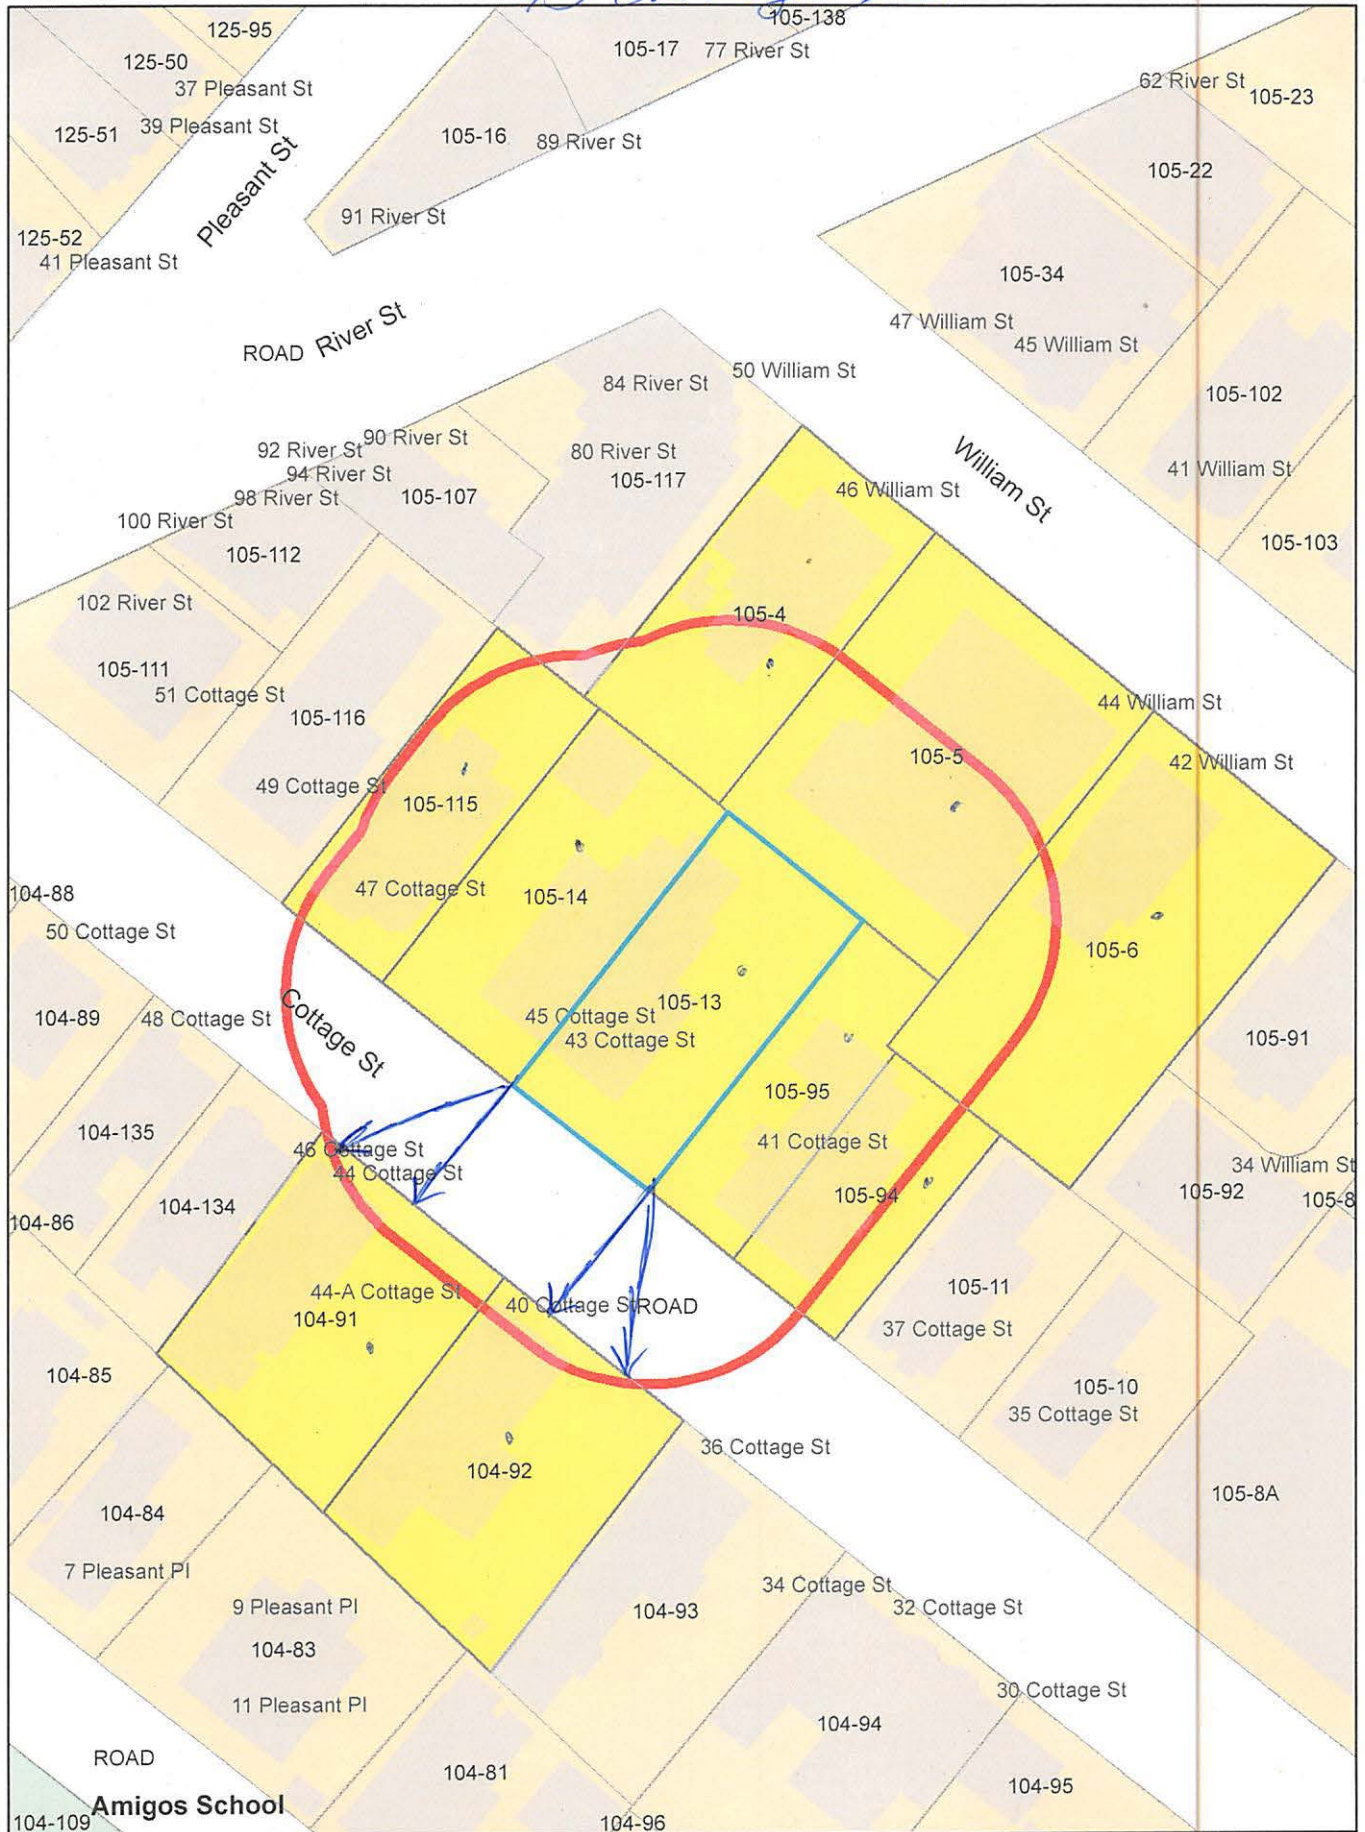 105-138
125-95
105-17
77 River St
125-50
62 River St
37 Pleasant St
105-23
39 Pleasant St
125-51
105-16
89 River St
105-22
Pleasant St
91 River St
125-52
41 Pleasant St
105-34
47 William St
45 William St
ROAD
River St
50 William St
84 River St
105-102
90 River St
92 River St
80 River St
94 River St
105-117
41 William St
98 River St
105-107
46 William St
William St
100 River St
105-112
105-103
102 River St
105-4
105-111
51 Cottage St
44 William St
105-116
105-5
42 William St
49 Cottage St
105-115
47 Cottage St
105-14
104-88
50 Cottage St
105-6
105-13
45 Cottage St
104-89
48 Cottage St
Cottage St
43 Cottage St
105-91
105-95
104-135
41 Cottage St
46 Cottage St
44 Cottage St
34 William St
105-94
105-92
105-8
104-134
104-86
105-11
44-A Cottage St
40 Cottage St
ROAD
104-91
37 Cottage St
104-85
105-10
35 Cottage St
36 Cottage St
104-92
105-8A
104-84
7 Pleasant Pl
34 Cottage St
9 Pleasant Pl
32 Cottage St
104-93
104-83
30 Cottage St
11 Pleasant Pl
104-94
ROAD
104-81
104-95
Amigos School
104-109
104-96